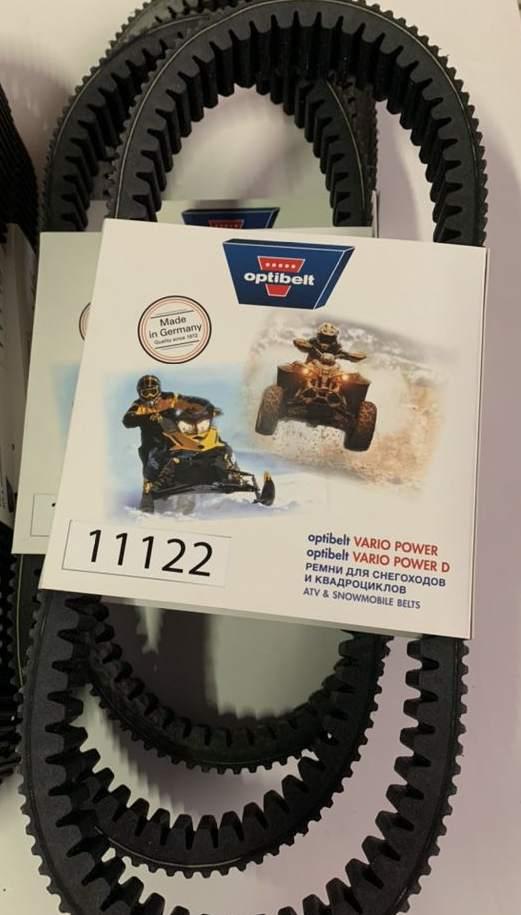 optibelt
Made
in Germany
Quality since 1872
11122
optibelt VARIO POWER
optibelt VARIO POWER D
РЕМНИ ДЛЯ СНЕГОХОДОВ
И КВАДРОЦИКЛОВ
ATV & SNOWMOBILE BELTS